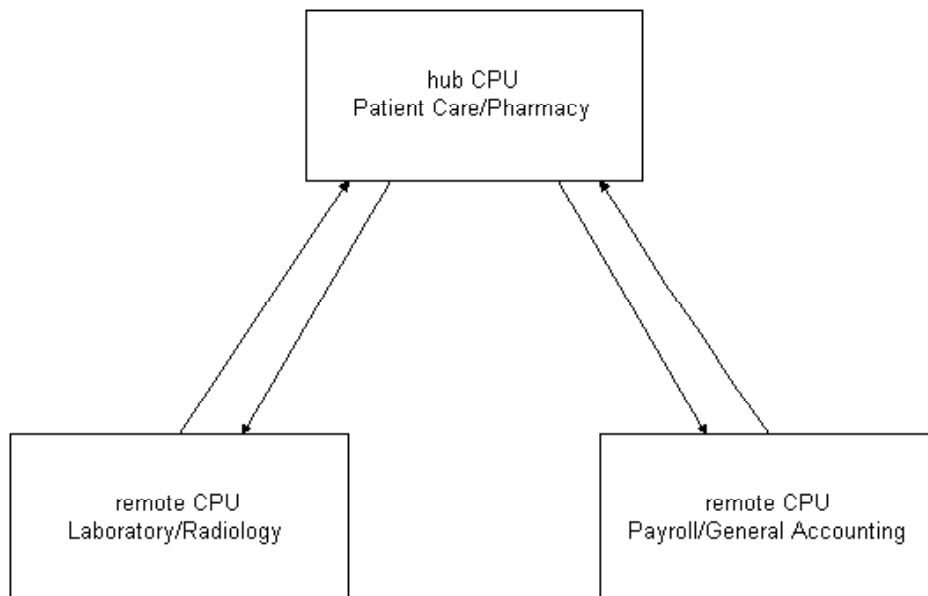 hub CPU
Patient Care/Pharmacy
remote CPU
Laboratory/Radiology
remote CPU
Payroll/General Accounting